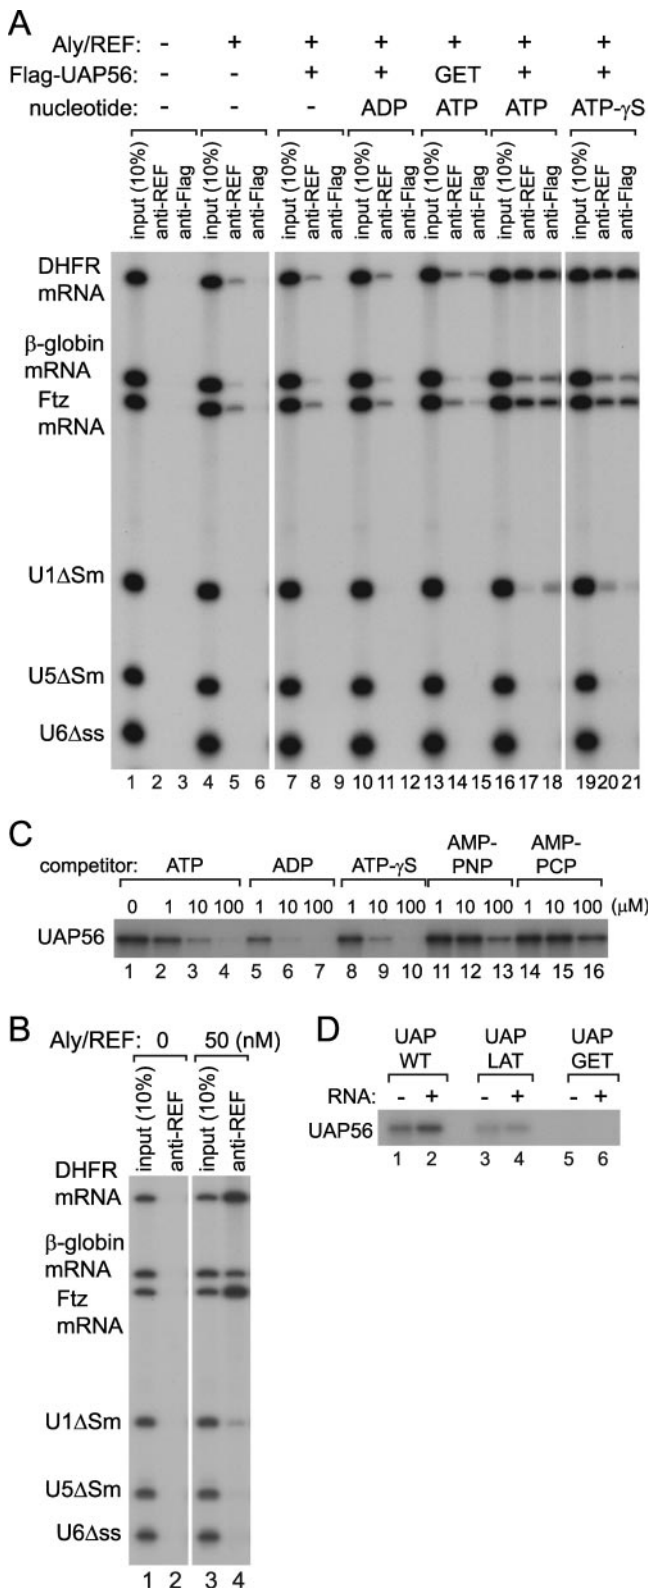 A
Aly/REF: - + + + + + +
Flag-UAP56: - - + + GET + +
nucleotide: - - - ADP ATP ATP ATP-γS
input (10%) anti-REF anti-Flag input (10%) anti-REF anti-Flag input (10%) anti-REF anti-Flag input (10%) anti-REF anti-Flag input (10%) anti-REF anti-Flag input (10%) anti-REF anti-Flag input (10%) anti-REF anti-Flag
DHFR
mRNA
β-globin
mRNA
Ftz
mRNA
U1ΔSm
U5ΔSm
U6Δss
1 2 3 4 5 6 7 8 9 10 11 12 13 14 15 16 17 18 19 20 21
C
AMP- AMP-
competitor: ATP ADP ATP-γS PNP PCP
0 1 10 100 1 10 100 1 10 100 1 10 100 1 10 100 (μM)
UAP56
1 2 3 4 5 6 7 8 9 10 11 12 13 14 15 16
B
Aly/REF: 0 50 (nM)
input (10%) anti-REF input (10%) anti-REF
DHFR
mRNA
β-globin
mRNA
Ftz
mRNA
U1ΔSm
U5ΔSm
U6Δss
1 2 3 4
D
UAP UAP UAP
WT LAT GET
RNA: - + - + - +
UAP56
1 2 3 4 5 6